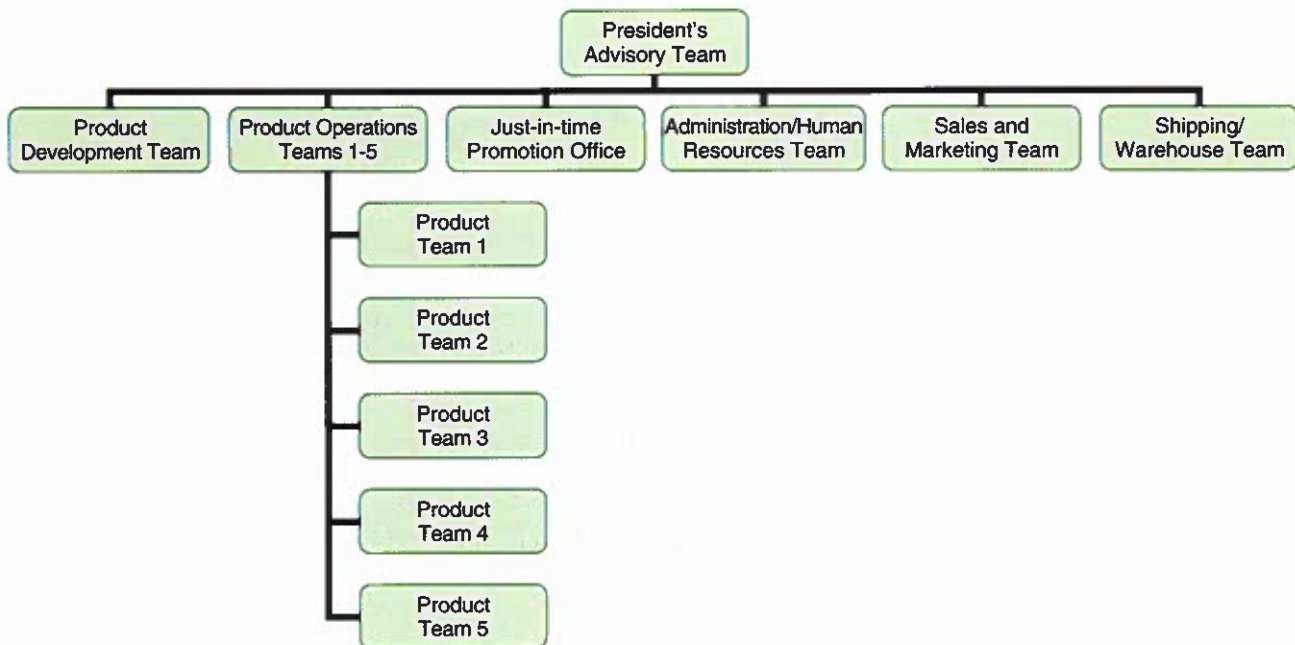 President's
Advisory Team
Product
Development Team
Product Operations
Teams 1-5
Just-in-time
Promotion Office
Administration/Human
Resources Team
Sales and
Marketing Team
Shipping/
Warehouse Team
Product
Team 1
Product
Team 2
Product
Team 3
Product
Team 4
Product
Team 5